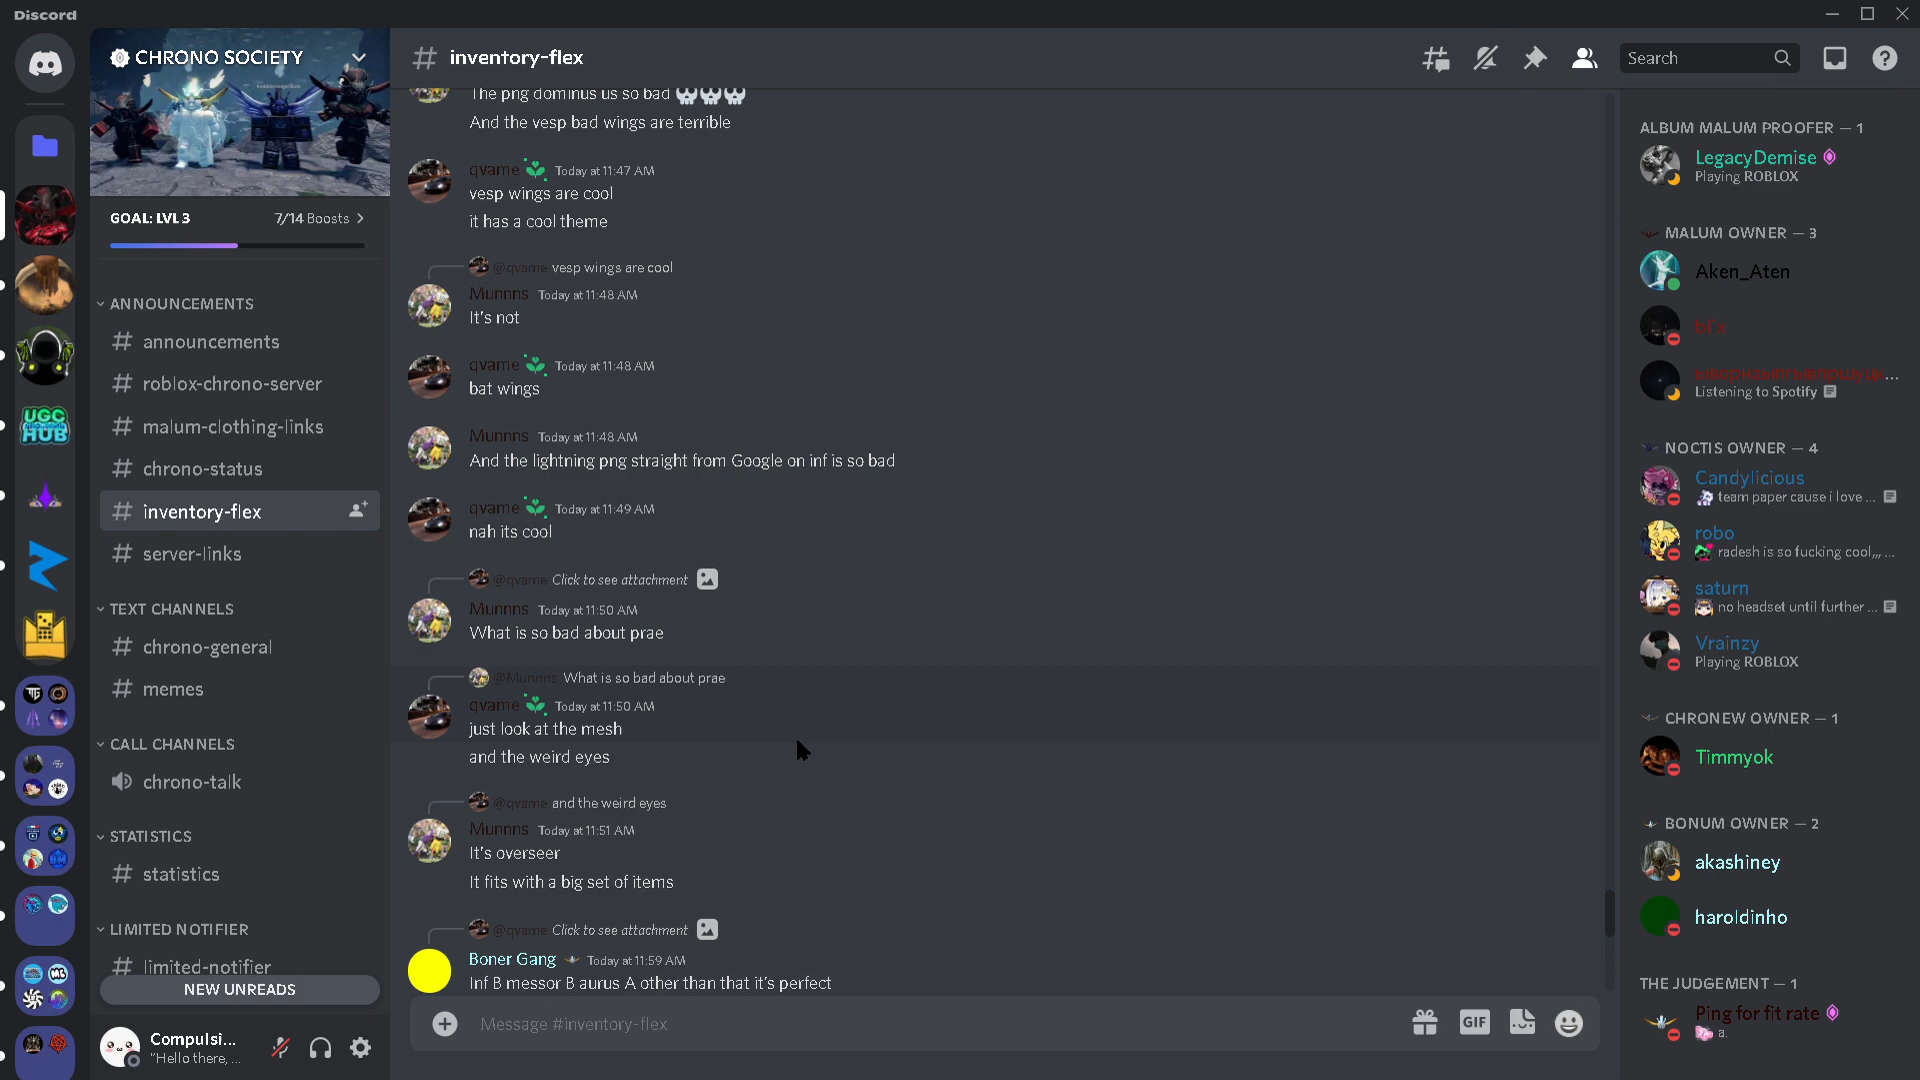 Discord
CHRONO SOCIETY
GOAL: LVL 3
7/14 Boosts
ANNOUNCEMENTS
announcements
roblox-chrono-server
malum-clothing-links
chrono-status
inventory-flex
server-links
TEXT CHANNELS
chrono-general
memes
CALL CHANNELS
chrono-talk
STATISTICS
statistics
LIMITED NOTIFIER
limited-notifier
NEW UNREADS
Compulsi...
"Hello there, ...
UGC
HUB
inventory-flex
Search
The png dominus us so bad
And the vesp bad wings are terrible
qvame Today at 11:47 AM
vesp wings are cool
it has a cool theme
@qvame vesp wings are cool
Munnns Today at 11:48 AM
It's not
qvame Today at 11:48 AM
bat wings
Munnns Today at 11:48 AM
And the lightning png straight from Google on inf is so bad
qvame Today at 11:49 AM
nah its cool
@qvame Click to see attachment
Munnns Today at 11:50 AM
What is so bad about prae
@Munnns What is so bad about prae
qvame Today at 11:50 AM
just look at the mesh
and the weird eyes
@qvame and the weird eyes
Munnns Today at 11:51 AM
It's overseer
It fits with a big set of items
@qvame Click to see attachment
Boner Gang Today at 11:59 AM
Inf B messor B aurus A other than that it's perfect
Message #inventory-flex
GIF
ALBUM MALUM PROOFER — 1
LegacyDemise
Playing ROBLOX
MALUM OWNER — 3
Aken_Aten
Listening to Spotify
NOCTIS OWNER — 4
Candylicious
team paper cause i love ...
robo
radesh is so fucking cool,,, ...
saturn
no headset until further ...
Vrainzy
Playing ROBLOX
CHRONEW OWNER — 1
Timmyok
BONUM OWNER — 2
akashiney
haroldinho
THE JUDGEMENT — 1
Ping for fit rate
a.